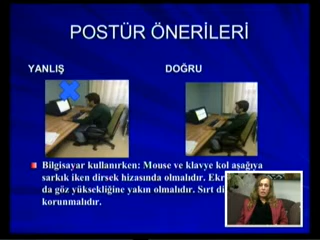 POSTÜR ÖNERİLERİ
YANLIŞ DOĞRU
Bilgisayar kullanırken: Mouse ve klavye kol aşağıya
sarkık iken dirsek hizasında olmalıdır.
da göz yüksekliğine yakın olmalıdır. Sırt
korunmalıdır.